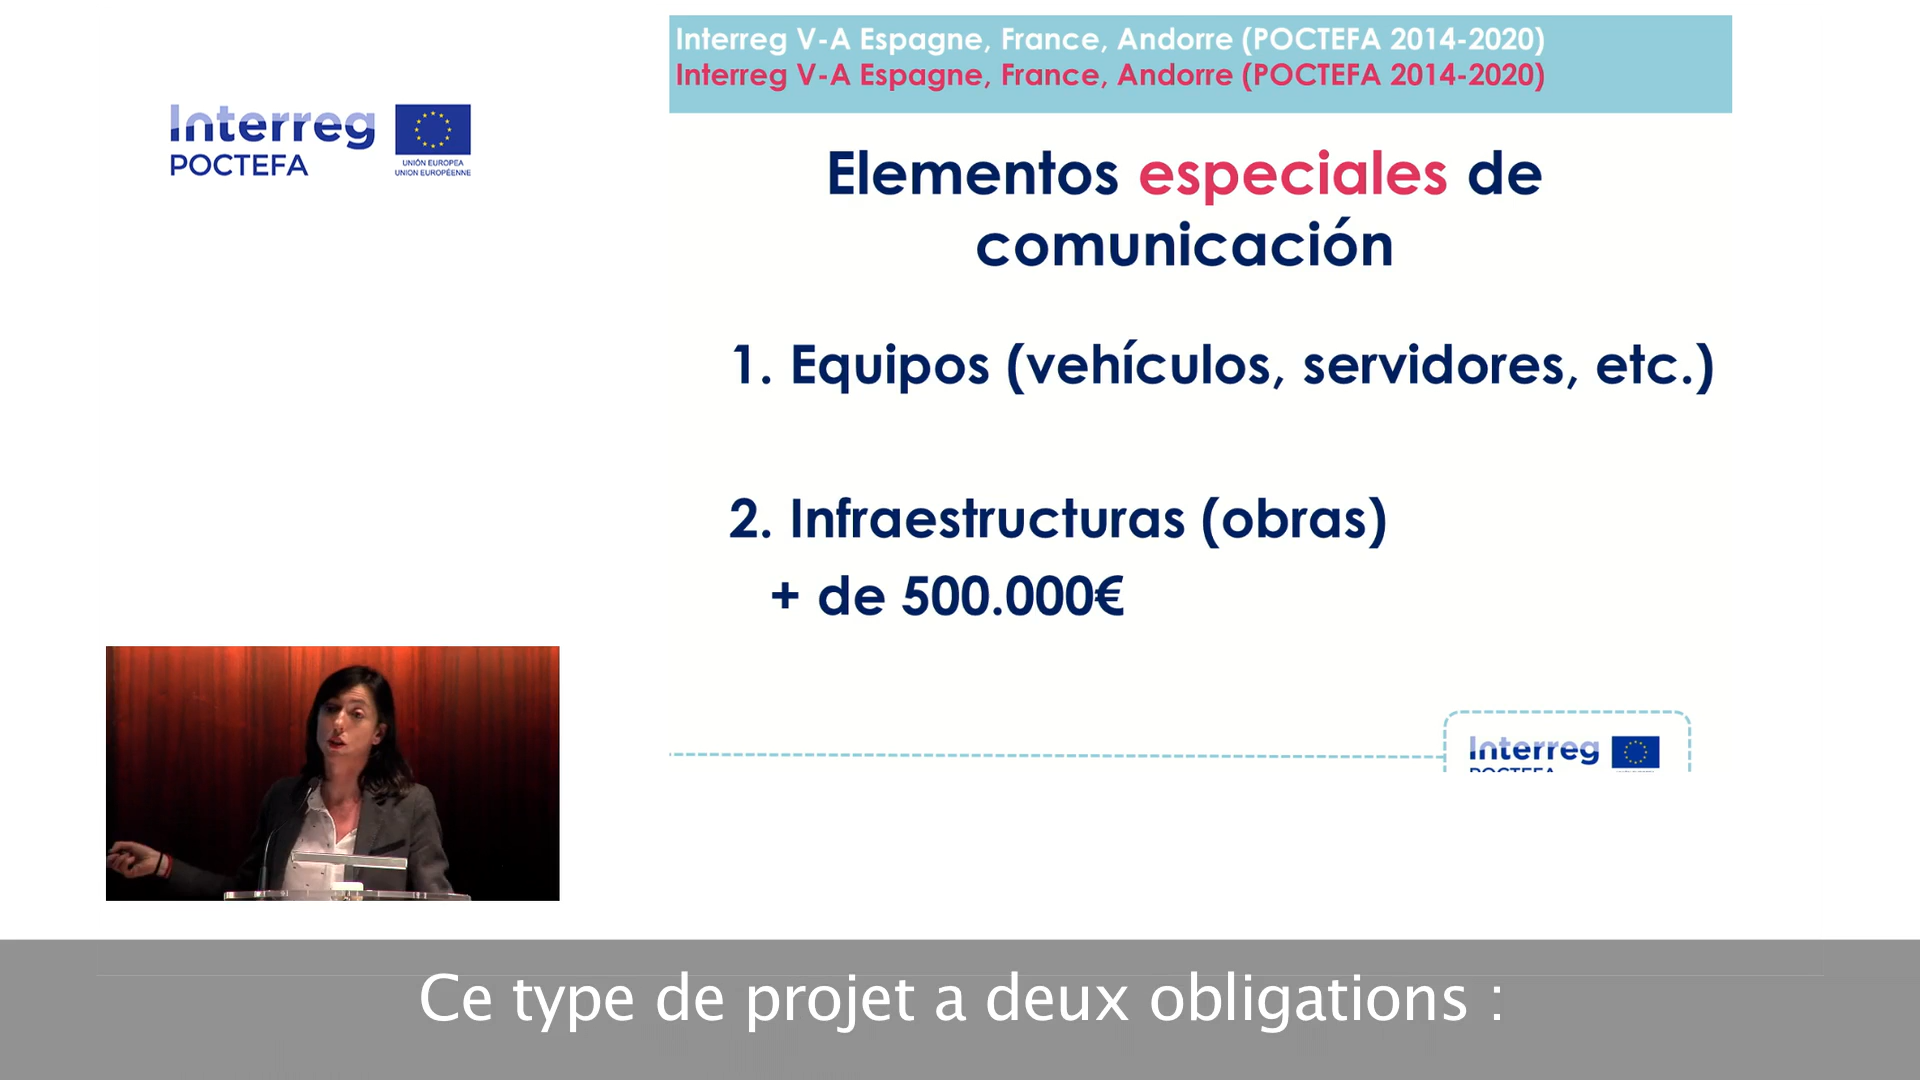 Interreg V-A Espagne, France, Andorre (POCTEFA 2014-2020)
Interreg V-A Espagne, France, Andorre (POCTEFA 2014-2020)
Interreg
POCTEFA
UNIÓN EUROPEA
UNION EUROPÉENNE
Elementos especiales de
comunicación
1. Equipos (vehículos, servidores, etc.)
2. Infraestructuras (obras)
+ de 500.000€
Interreg
POCTEFA
Ce type de projet a deux obligations :